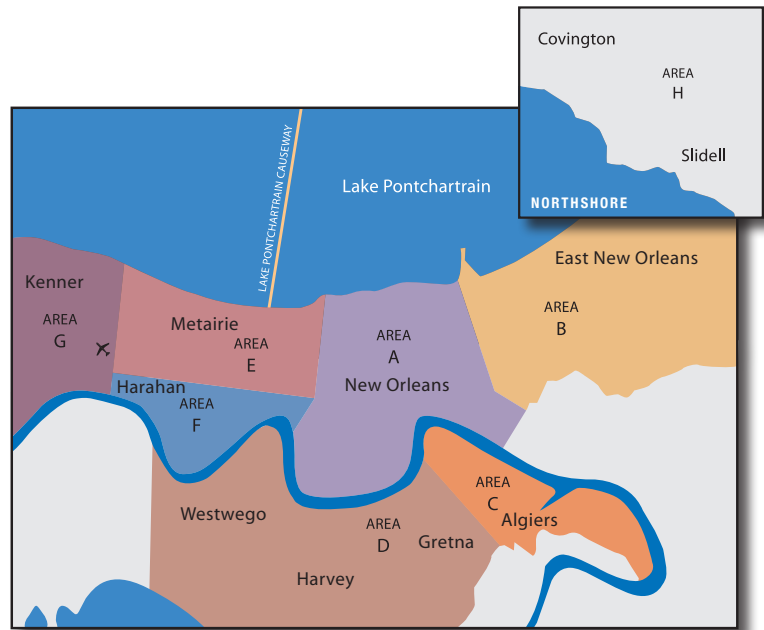 Covington
AREA
H
Slidell
NORTHSHORE
LAKE PONTCHARTRAIN CAUSEWAY
Lake Pontchartrain
East New Orleans
AREA
B
Kenner
AREA
G
Metairie
AREA
E
AREA
A
New Orleans
Harahan
AREA
F
AREA
C
Algiers
Westwego
AREA
D
Gretna
Harvey